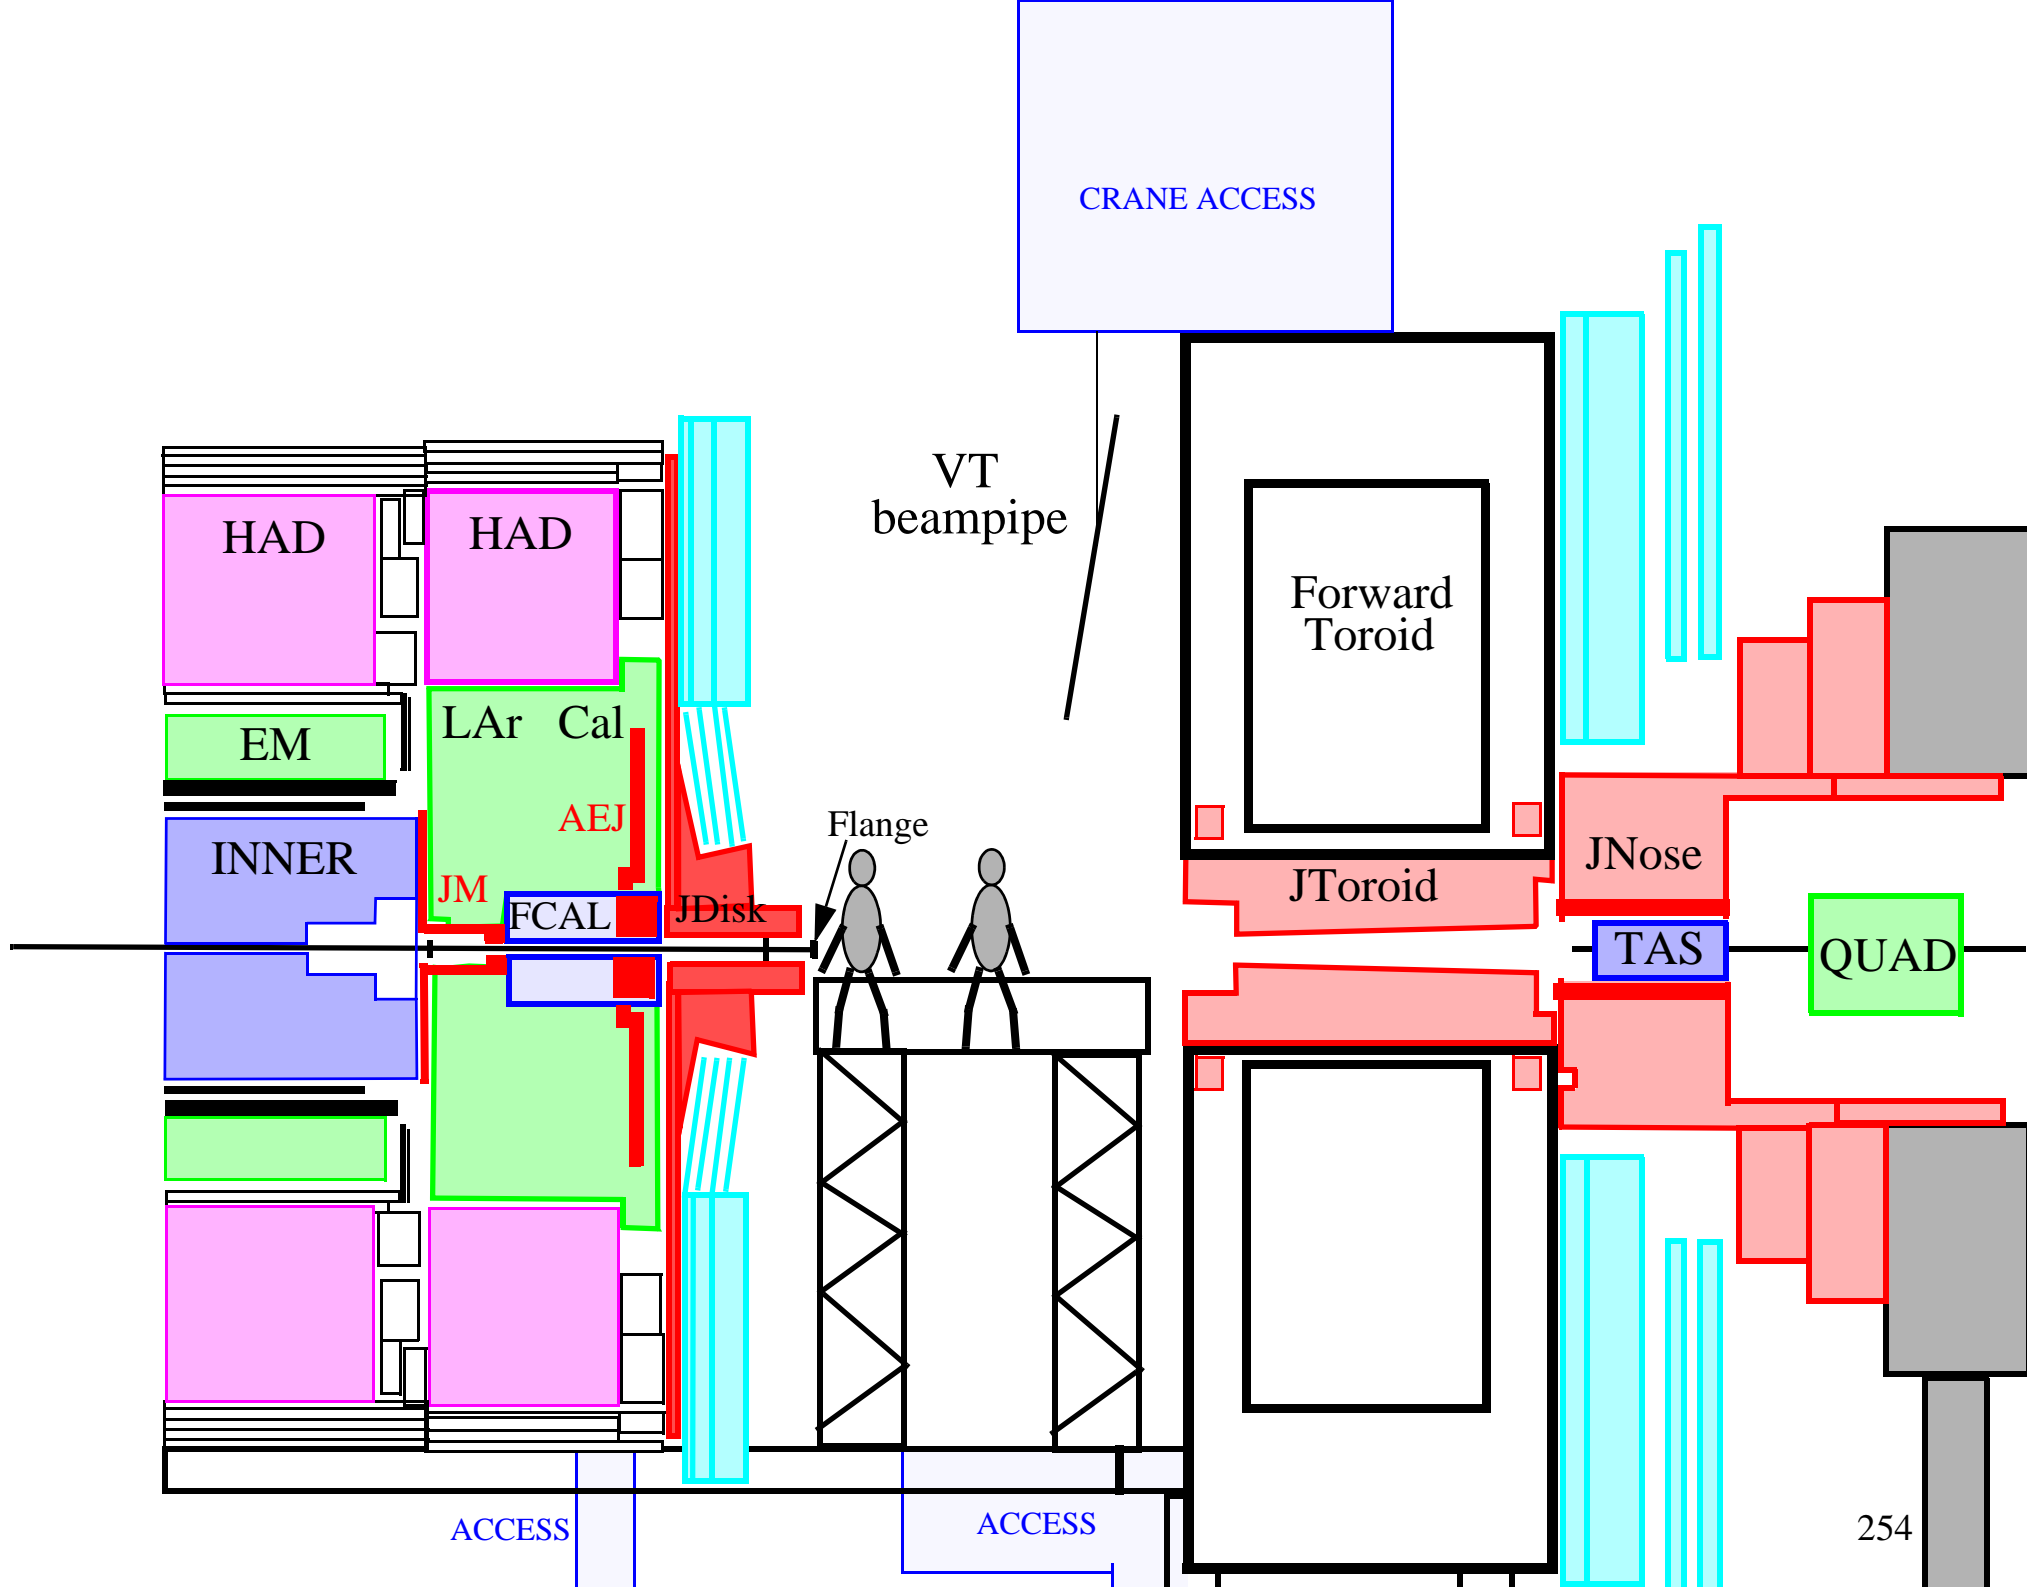 CRANE ACCESS
VT
beampipe
HAD
HAD
Forward
Toroid
LAr Cal
EM
AEJ
Flange
INNER
JM
FCAL
JDisk
JToroid
JNose
TAS
QUAD
ACCESS
ACCESS
254